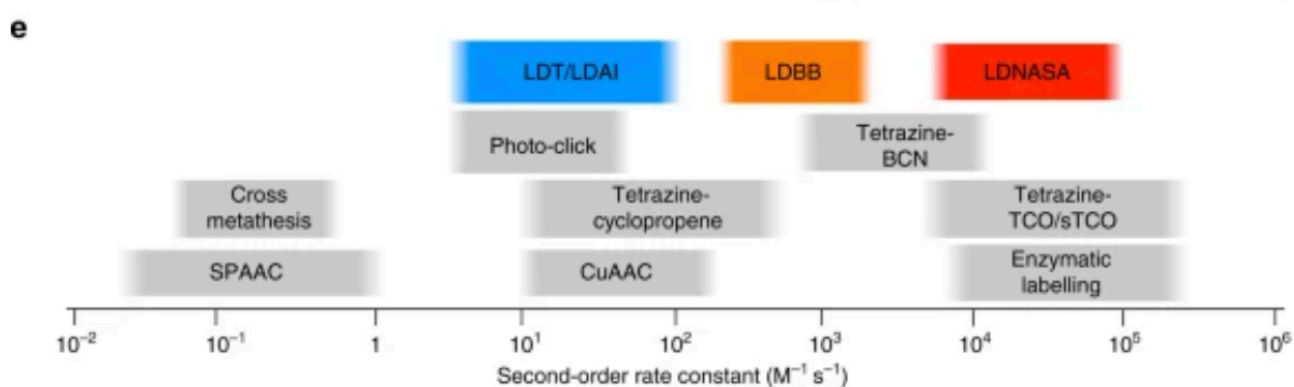 e
LDT/LDAI LDBB LDNASA
Photo-click
Tetrazine-
BCN
Cross
metathesis
Tetrazine-
cyclopropene
Tetrazine-
TCO/sTCO
SPAAC
CuAAC
Enzymatic
labelling
10⁻² 10⁻¹ 1 10¹ 10² 10³ 10⁴ 10⁵ 10⁶
Second-order rate constant (M⁻¹ s⁻¹)